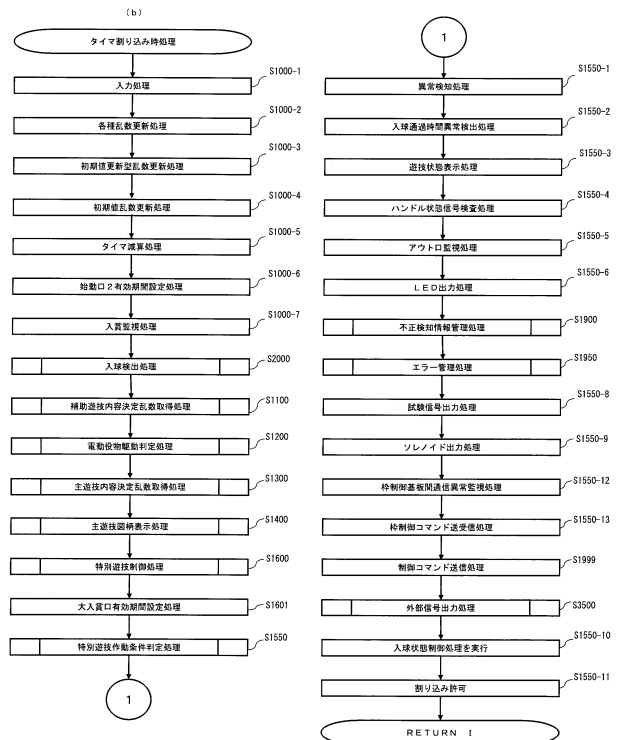 (b)
タイマ割り込み時処理
入力処理 S1000-1
各種乱数更新処理 S1000-2
初期値更新型乱数更新処理 S1000-3
初期値乱数更新処理 S1000-4
タイマ減算処理 S1000-5
始動口2有効期間設定処理 S1000-6
入賞監視処理 S1000-7
入球検出処理 S2000
補助遊技内容決定乱数取得処理 S1100
電動役物駆動判定処理 S1200
主遊技内容決定乱数取得処理 S1300
主遊技図柄表示処理 S1400
特別遊技制御処理 S1600
大入賞口有効期間設定処理 S1601
特別遊技作動条件判定処理 S1550
1
1
異常検知処理 S1550-1
入球通過時間異常検出処理 S1550-2
遊技状態表示処理 S1550-3
ハンドル状態信号検査処理 S1550-4
アウトロ監視処理 S1550-5
LED出力処理 S1550-6
不正検知情報管理処理 S1900
エラー管理処理 S1950
試験信号出力処理 S1550-8
ソレノイド出力処理 S1550-9
枠制御基板間通信異常監視処理 S1550-12
枠制御コマンド送受信処理 S1550-13
制御コマンド送信処理 S1999
外部信号出力処理 S3500
入球状態制御処理を実行 S1550-10
割り込み許可 S1550-11
RETURN I